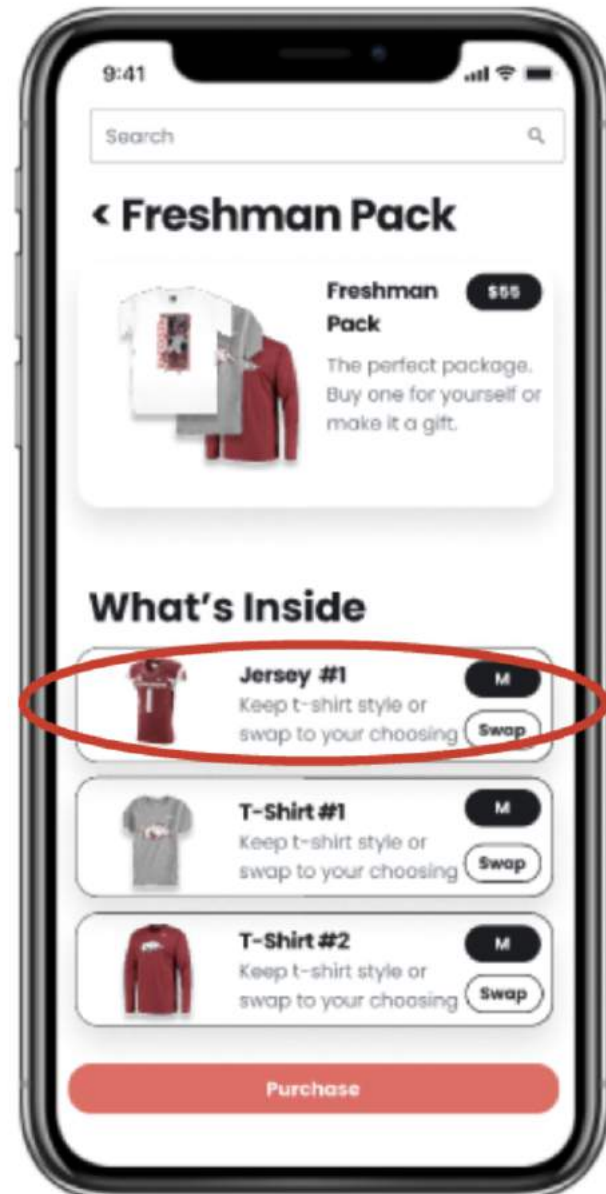 9:41
Search
< Freshman Pack
Freshman
Pack
$55
The perfect package.
Buy one for yourself or
make it a gift.
What's Inside
Jersey #1
M
Keep t-shirt style or
swap to your choosing
Swap
T-Shirt #1
M
Keep t-shirt style or
swap to your choosing
Swap
T-Shirt #2
M
Keep t-shirt style or
swap to your choosing
Swap
Purchase